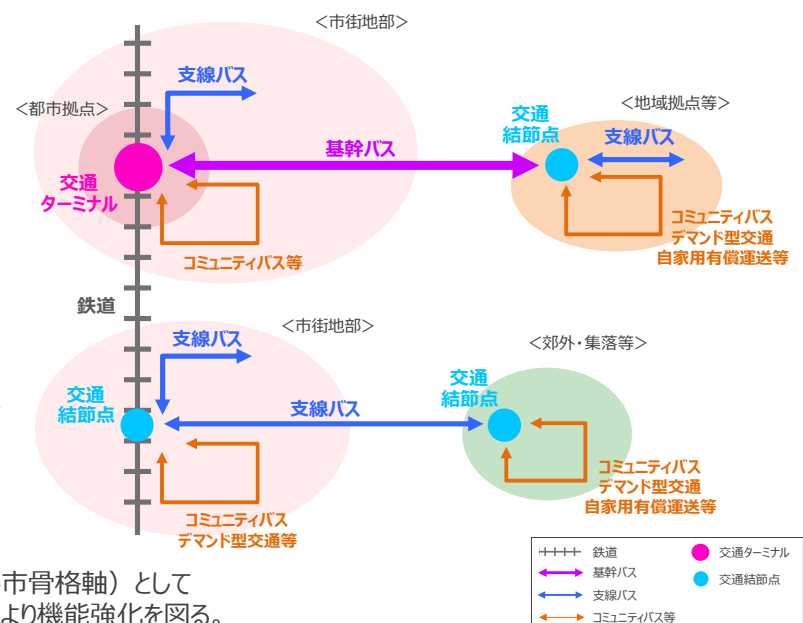 <市街地部>
支線バス
<都市拠点>
交通
結節点
<地域拠点等>
支線バス
基幹バス
交通
ターミナル
コミュニティバス等
コミュニティバス
デマンド型交通
自家用有償運送等
鉄道
<市街地部>
支線バス
<郊外・集落等>
交通
結節点
支線バス
交通
結節点
コミュニティバス
デマンド型交通等
コミュニティバス
デマンド型交通
自家用有償運送等
鉄道
交通ターミナル
基幹バス
交通結節点
支線バス
コミュニティバス等
市骨格軸）として
より機能強化を図る。